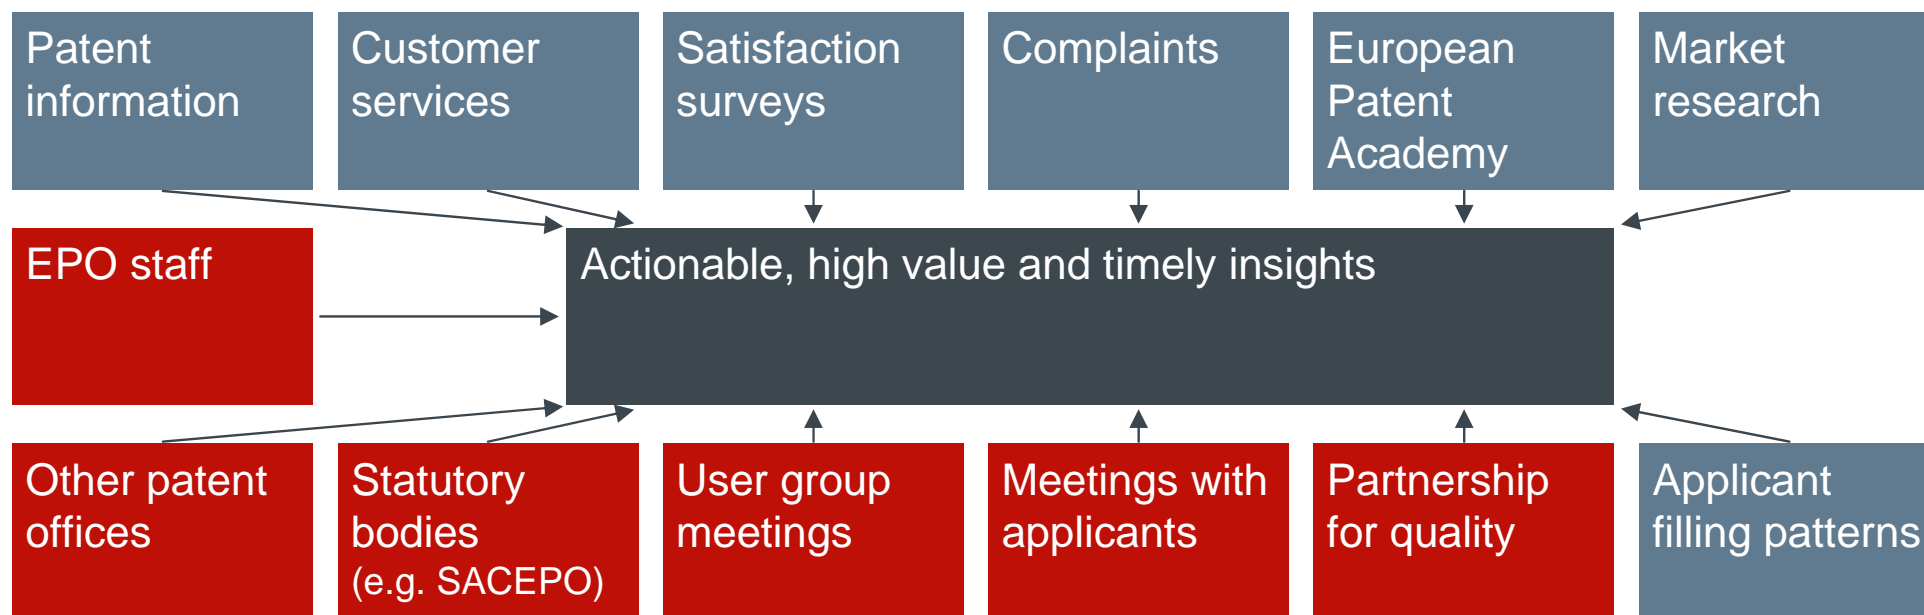 Patent
information
Customer
services
Satisfaction
surveys
Complaints
European
Patent
Academy
Market
research
EPO staff
Actionable, high value and timely insights
Other patent
offices
Statutory
bodies
(e.g. SACEPO)
User group
meetings
Meetings with
applicants
Partnership
for quality
Applicant
filling patterns